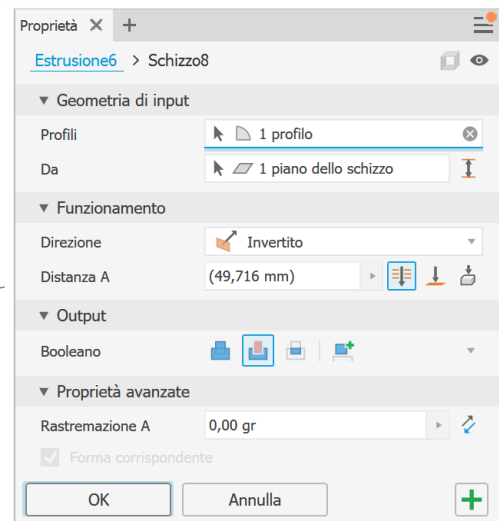 Proprietà
Estrusione6 > Schizzo8
Geometria di input
Profili 1 profilo
Da 1 piano dello schizzo
Funzionamento
Direzione Invertito
Distanza A (49,716 mm)
Output
Booleano
Proprietà avanzate
Rastremazione A 0,00 gr
Forma corrispondente
OK Annulla